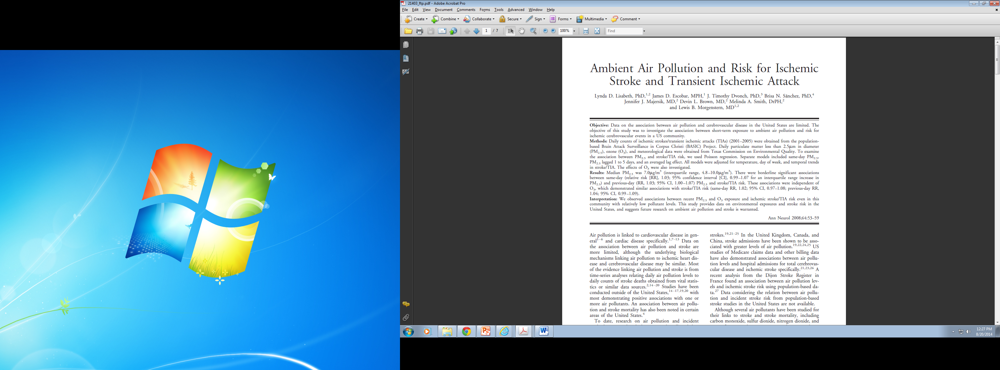 21403_ftp.pdf - Adobe Acrobat Pro
File Edit View Document Comments Forms Tools Advanced Window Help
Create Combine Collaborate Secure Sign Forms Multimedia Comment
1 / 7 100% Find
Ambient Air Pollution and Risk for Ischemic
Stroke and Transient Ischemic Attack
Lynda D. Lisabeth, PhD,1,2 James D. Escobar, MPH,1 J. Timothy Dvonch, PhD,3 Brisa N. Sánchez, PhD,4
Jennifer J. Majersik, MD,2 Devin L. Brown, MD,2 Melinda A. Smith, DrPH,2
and Lewis B. Morgenstern, MD1,2
Objective: Data on the association between air pollution and cerebrovascular disease in the United States are limited. The
objective of this study was to investigate the association between short-term exposure to ambient air pollution and risk for
ischemic cerebrovascular events in a US community.
Methods: Daily counts of ischemic strokes/transient ischemic attacks (TIAs) (2001–2005) were obtained from the population-
based Brain Attack Surveillance in Corpus Christi (BASIC) Project. Daily particulate matter less than 2.5μm in diameter
(PM2.5), ozone (O3), and meteorological data were obtained from Texas Commission on Environmental Quality. To examine
the association between PM2.5 and stroke/TIA risk, we used Poisson regression. Separate models included same-day PM2.5,
PM2.5 lagged 1 to 5 days, and an averaged lag effect. All models were adjusted for temperature, day of week, and temporal trends
in stroke/TIA. The effects of O3 were also investigated.
Results: Median PM2.5 was 7.0μg/m3 (interquartile range, 4.8–10.0μg/m3). There were borderline significant associations
between same-day (relative risk [RR], 1.03; 95% confidence interval [CI], 0.99–1.07 for an interquartile range increase in
PM2.5) and previous-day (RR, 1.03; 95% CI, 1.00–1.07) PM2.5 and stroke/TIA risk. These associations were independent of
O3, which demonstrated similar associations with stroke/TIA risk (same-day RR, 1.02; 95% CI, 0.97–1.08; previous-day RR,
1.04; 95% CI, 0.99–1.09).
Interpretation: We observed associations between recent PM2.5 and O3 exposure and ischemic stroke/TIA risk even in this
community with relatively low pollutant levels. This study provides data on environmental exposures and stroke risk in the
United States, and suggests future research on ambient air pollution and stroke is warranted.
Ann Neurol 2008;64:53–59
Air pollution is linked to cardiovascular disease in gen-
eral1–6 and cardiac disease specifically.1,7–13 Data on
the association between air pollution and stroke are
more limited, although the underlying biological
mechanisms linking air pollution to ischemic heart dis-
ease and cerebrovascular disease may be similar. Most
of the evidence linking air pollution and stroke is from
time-series analyses relating daily air pollution levels to
daily counts of stroke deaths obtained from vital statis-
tics or similar data sources.2,14–20 Studies have been
conducted outside of the United States,14–17,19,20 with
most demonstrating positive associations with one or
more air pollutants. An association between air pollu-
tion and stroke mortality has also been noted in certain
areas of the United States.4
To date, research on air pollution and incident
strokes.19,21–25 In the United Kingdom, Canada, and
China, stroke admissions have been shown to be asso-
ciated with greater levels of air pollution.19,22,24,25 US
studies of Medicare claims data and other billing data
have also demonstrated associations between air pollu-
tion levels and hospital admissions for total cerebrovas-
cular disease and ischemic stroke specifically.21,23,26 A
recent analysis from the Dijon Stroke Register in
France found an association between air pollution lev-
els and ischemic stroke risk using population-based da-
ta.27 Data considering the relation between air pollu-
tion and incident stroke risk from population-based
stroke studies in the United States are not available.
Although several air pollutants have been studied for
their links to stroke and stroke mortality, including
carbon monoxide, sulfur dioxide, nitrogen dioxide, and
12:27 PM
8/20/2014